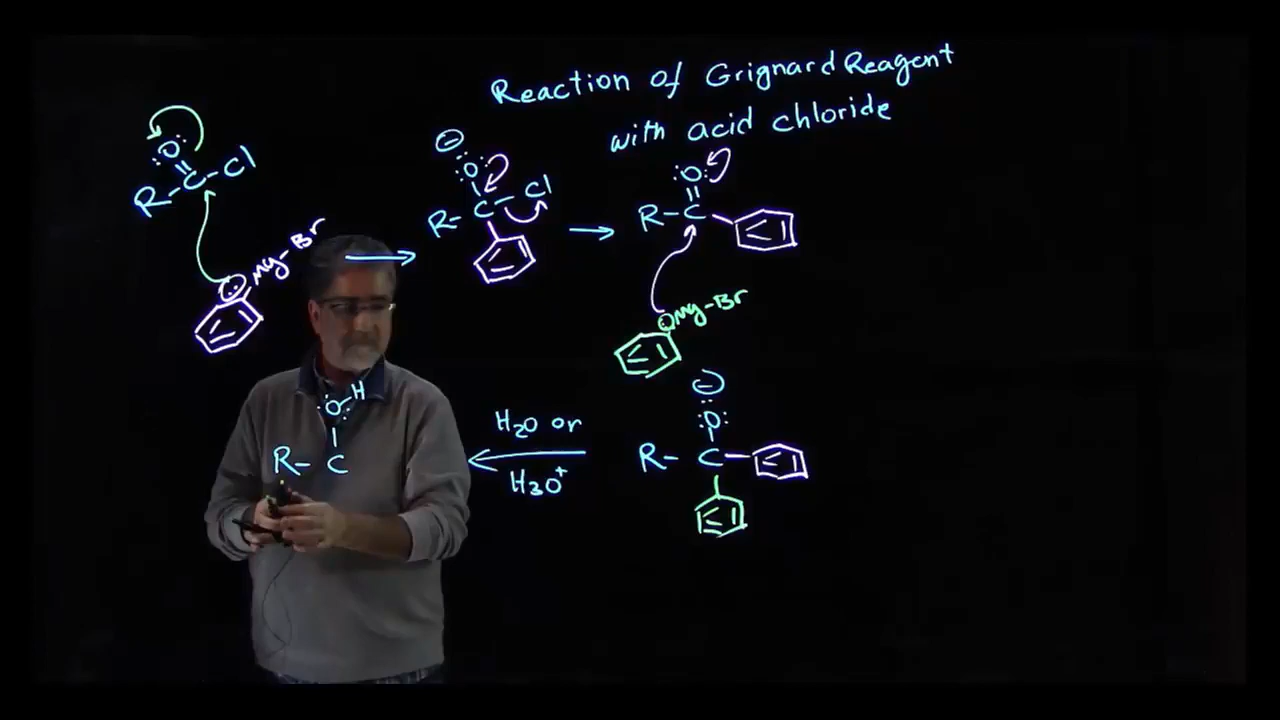 Reaction of Grignard Reagent
with acid chloride
:O:
R-C-Cl
:
Mg-Br
⊖
:O:
R-C-Cl
:O:
R-C
:
Mg-Br
H
:O:
R- C
H₂O or
H₃O⁺
⊖
:O:
R- C